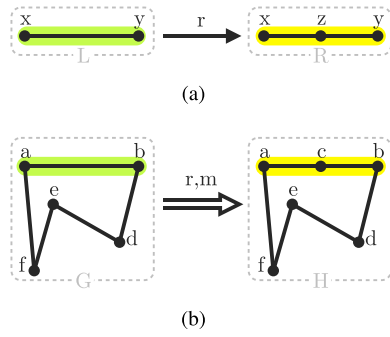 x y r x z y
L R
(a)
a b r,m a c b
e e
d d
f f
G H
(b)